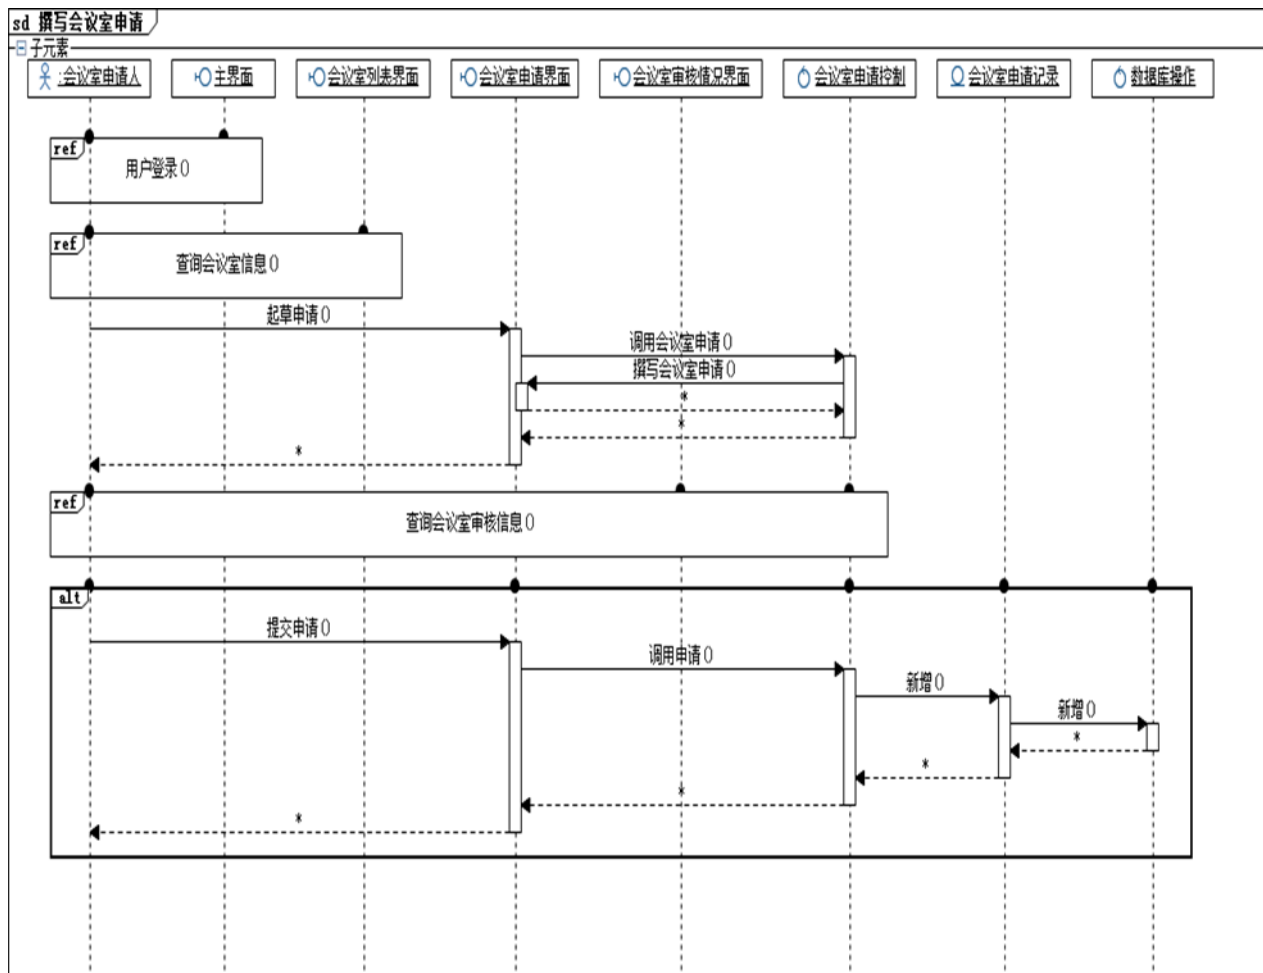 sd 撰写会议室申请
子元素
:会议室申请人
主界面
会议室列表界面
会议室申请界面
会议室审核情况界面
会议室申请控制
会议室申请记录
数据库操作
ref
用户登录()
ref
查询会议室信息()
起草申请()
调用会议室申请()
撰写会议室申请()
*
*
*
ref
查询会议室审核信息()
alt
提交申请()
调用申请()
新增()
新增()
*
*
*
*